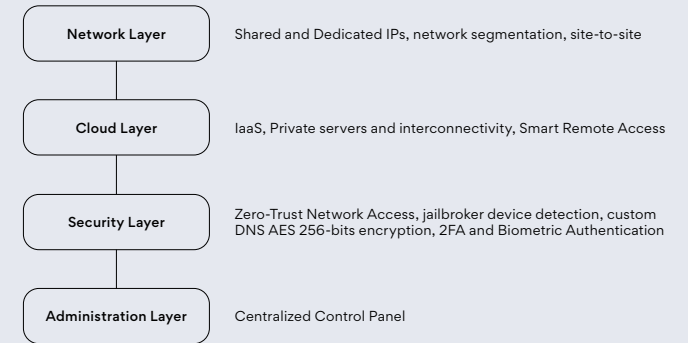 Network Layer
Shared and Dedicated IPs, network segmentation, site-to-site
Cloud Layer
IaaS, Private servers and interconnectivity, Smart Remote Access
Security Layer
Zero-Trust Network Access, jailbroker device detection, custom
DNS AES 256-bits encryption, 2FA and Biometric Authentication
Administration Layer
Centralized Control Panel